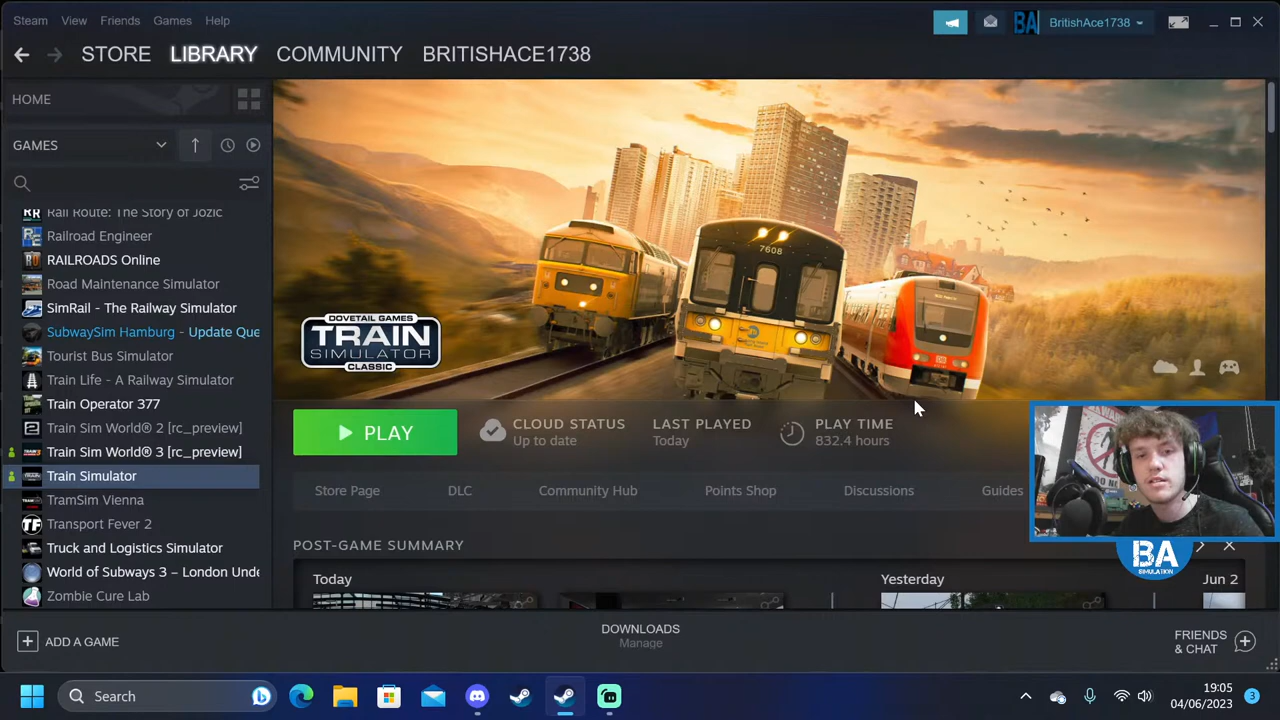 Steam View Friends Games Help
BA BritishAce1738
STORE LIBRARY COMMUNITY BRITISHACE1738
HOME
GAMES
Rail Route: The Story of Jozic
Railroad Engineer
RAILROADS Online
Road Maintenance Simulator
SimRail - The Railway Simulator
SubwaySim Hamburg - Update Que
Tourist Bus Simulator
Train Life - A Railway Simulator
Train Operator 377
Train Sim World® 2 [rc_preview]
Train Sim World® 3 [rc_preview]
Train Simulator
TramSim Vienna
Transport Fever 2
Truck and Logistics Simulator
World of Subways 3 – London Unde
Zombie Cure Lab
7608
DOVETAIL GAMES
TRAIN
SIMULATOR
CLASSIC
PLAY
CLOUD STATUS
Up to date
LAST PLAYED
Today
PLAY TIME
832.4 hours
Store Page DLC Community Hub Points Shop Discussions Guides
POST-GAME SUMMARY
Today Yesterday Jun 2
BA
SIMULATION
ADD A GAME
DOWNLOADS
Manage
FRIENDS
& CHAT
Search
19:05
04/06/2023
3